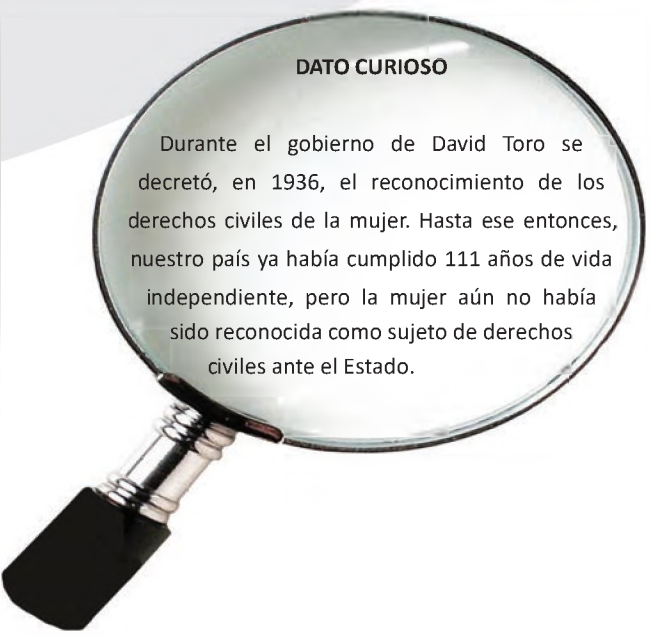 DATO CURIOSO
Durante el gobierno de David Toro se
decretó, en 1936, el reconocimiento de los
derechos civiles de la mujer. Hasta ese entonces,
nuestro país ya había cumplido 111 años de vida
independiente, pero la mujer aún no había
sido reconocida como sujeto de derechos
civiles ante el Estado.